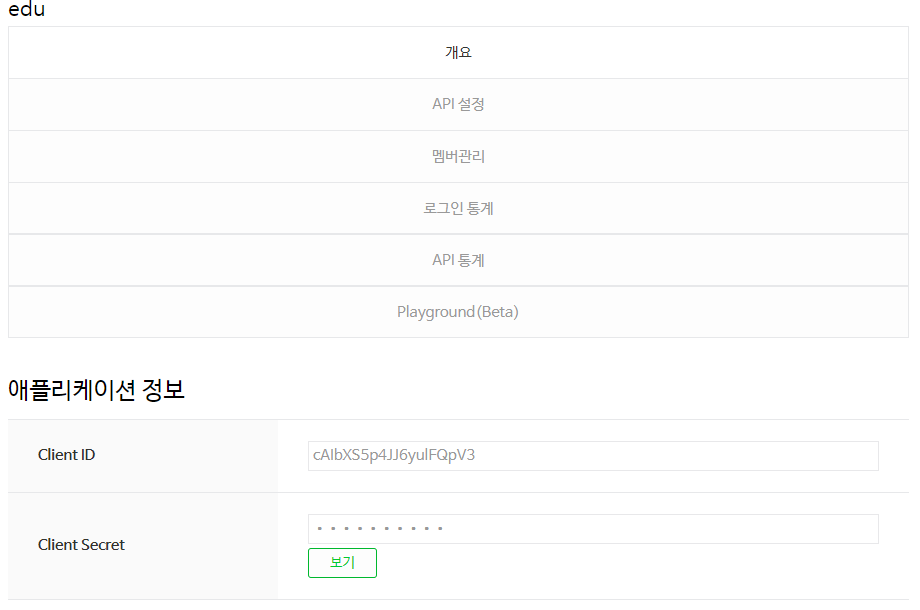 edu
개요
API 설정
멤버관리
로그인 통계
API 통계
Playground(Beta)
애플리케이션 정보
Client ID
cAIbXS5p4JJ6yulFQpV3
Client Secret
••••••••••
보기